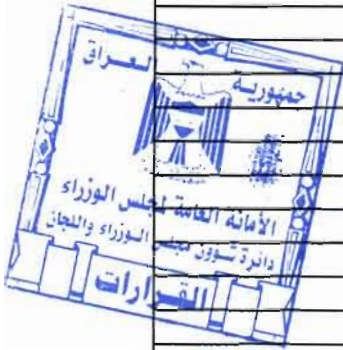 جمهورية العراق
الأمانة العامة لمجلس الوزراء
دائرة شؤون مجلس الوزراء واللجان
القرارات